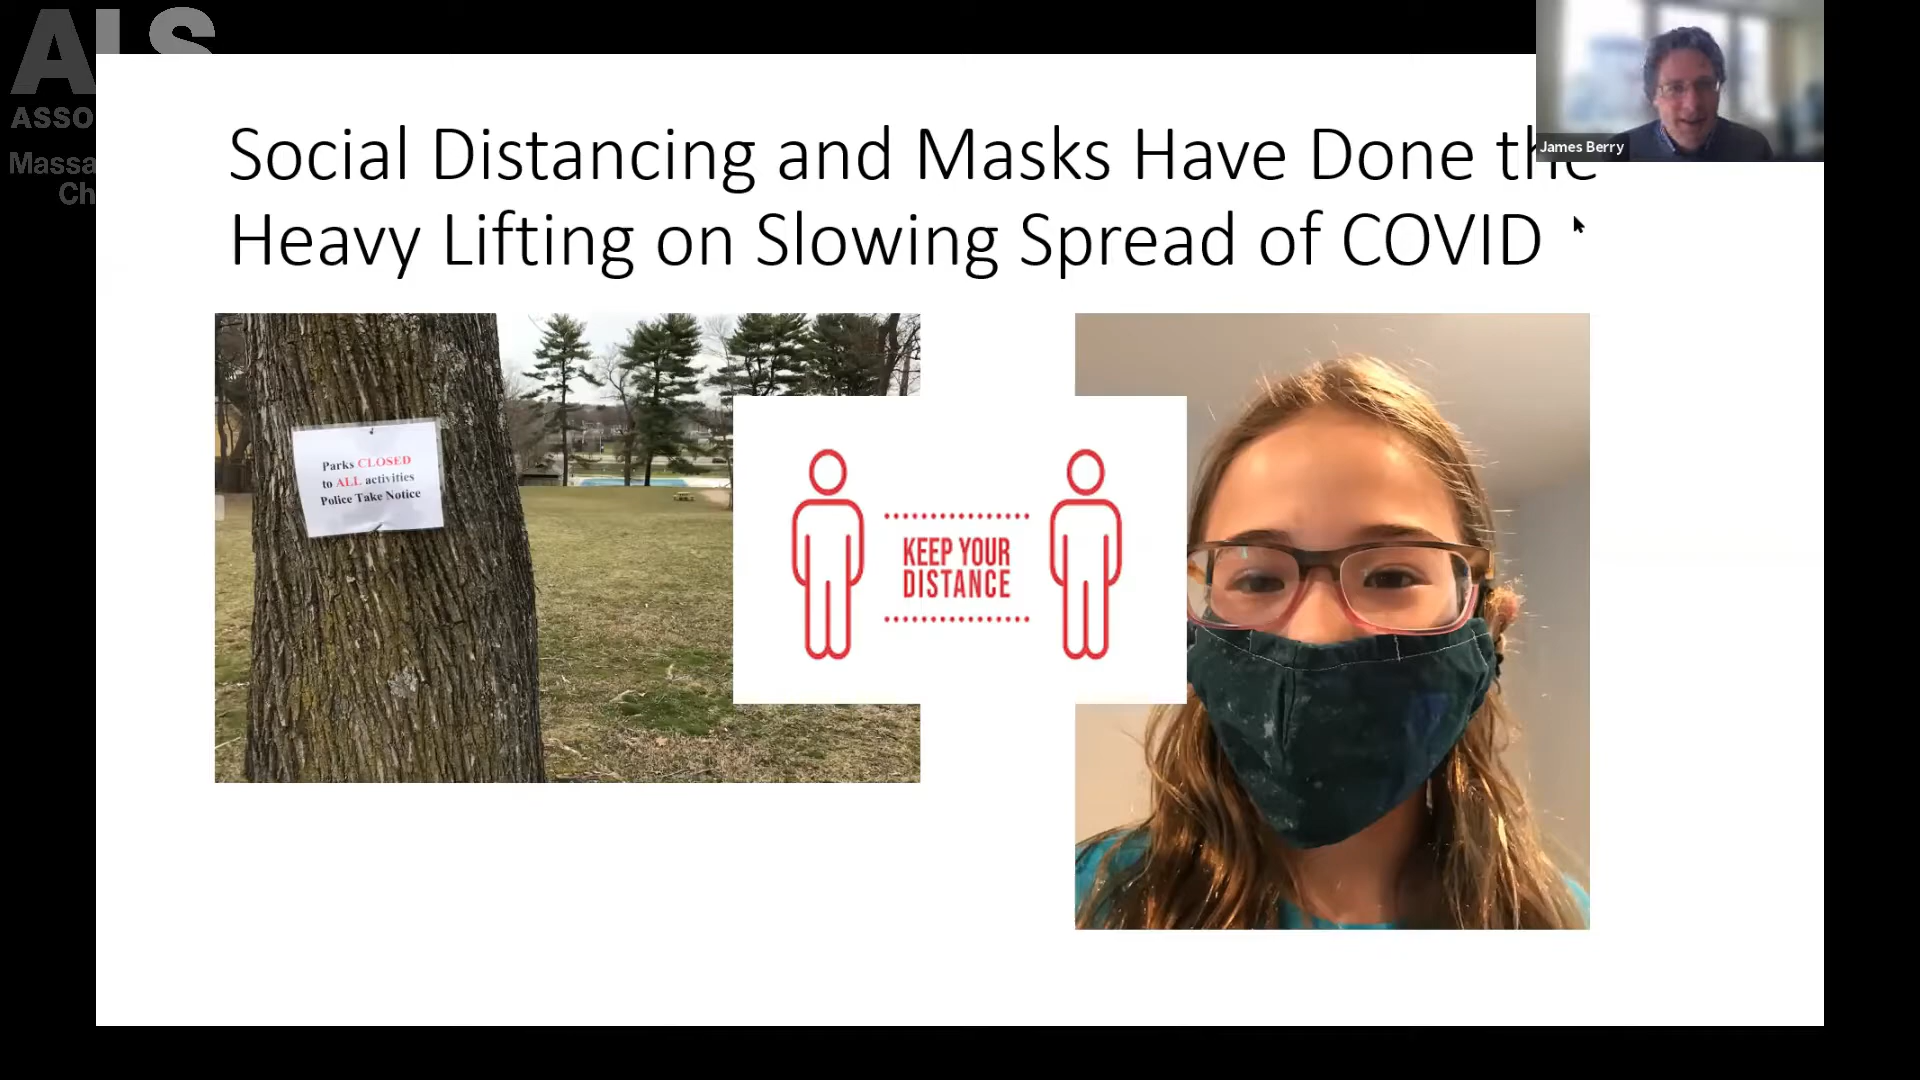 ALS
ASSO
Massa
Ch
James Berry
Social Distancing and Masks Have Done the
Heavy Lifting on Slowing Spread of COVID
Parks CLOSED
to ALL activities
Police Take Notice
KEEP YOUR
DISTANCE